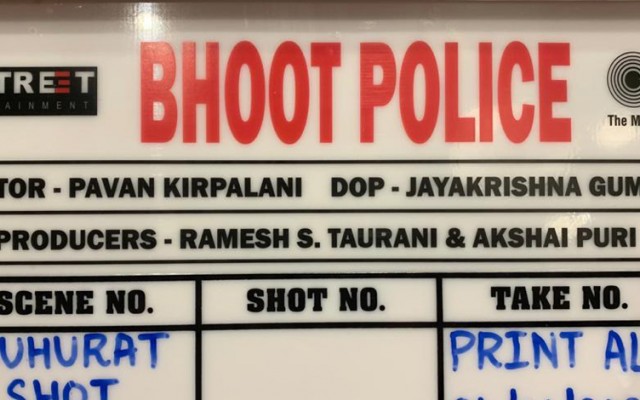 TREET
TAINMENT
BHOOT POLICE
The M
TOR - PAVAN KIRPALANI DOP - JAYAKRISHNA GUM
PRODUCERS - RAMESH S. TAURANI & AKSHAI PURI
SCENE NO. SHOT NO. TAKE NO.
UHURAT PRINT AL
SHOT